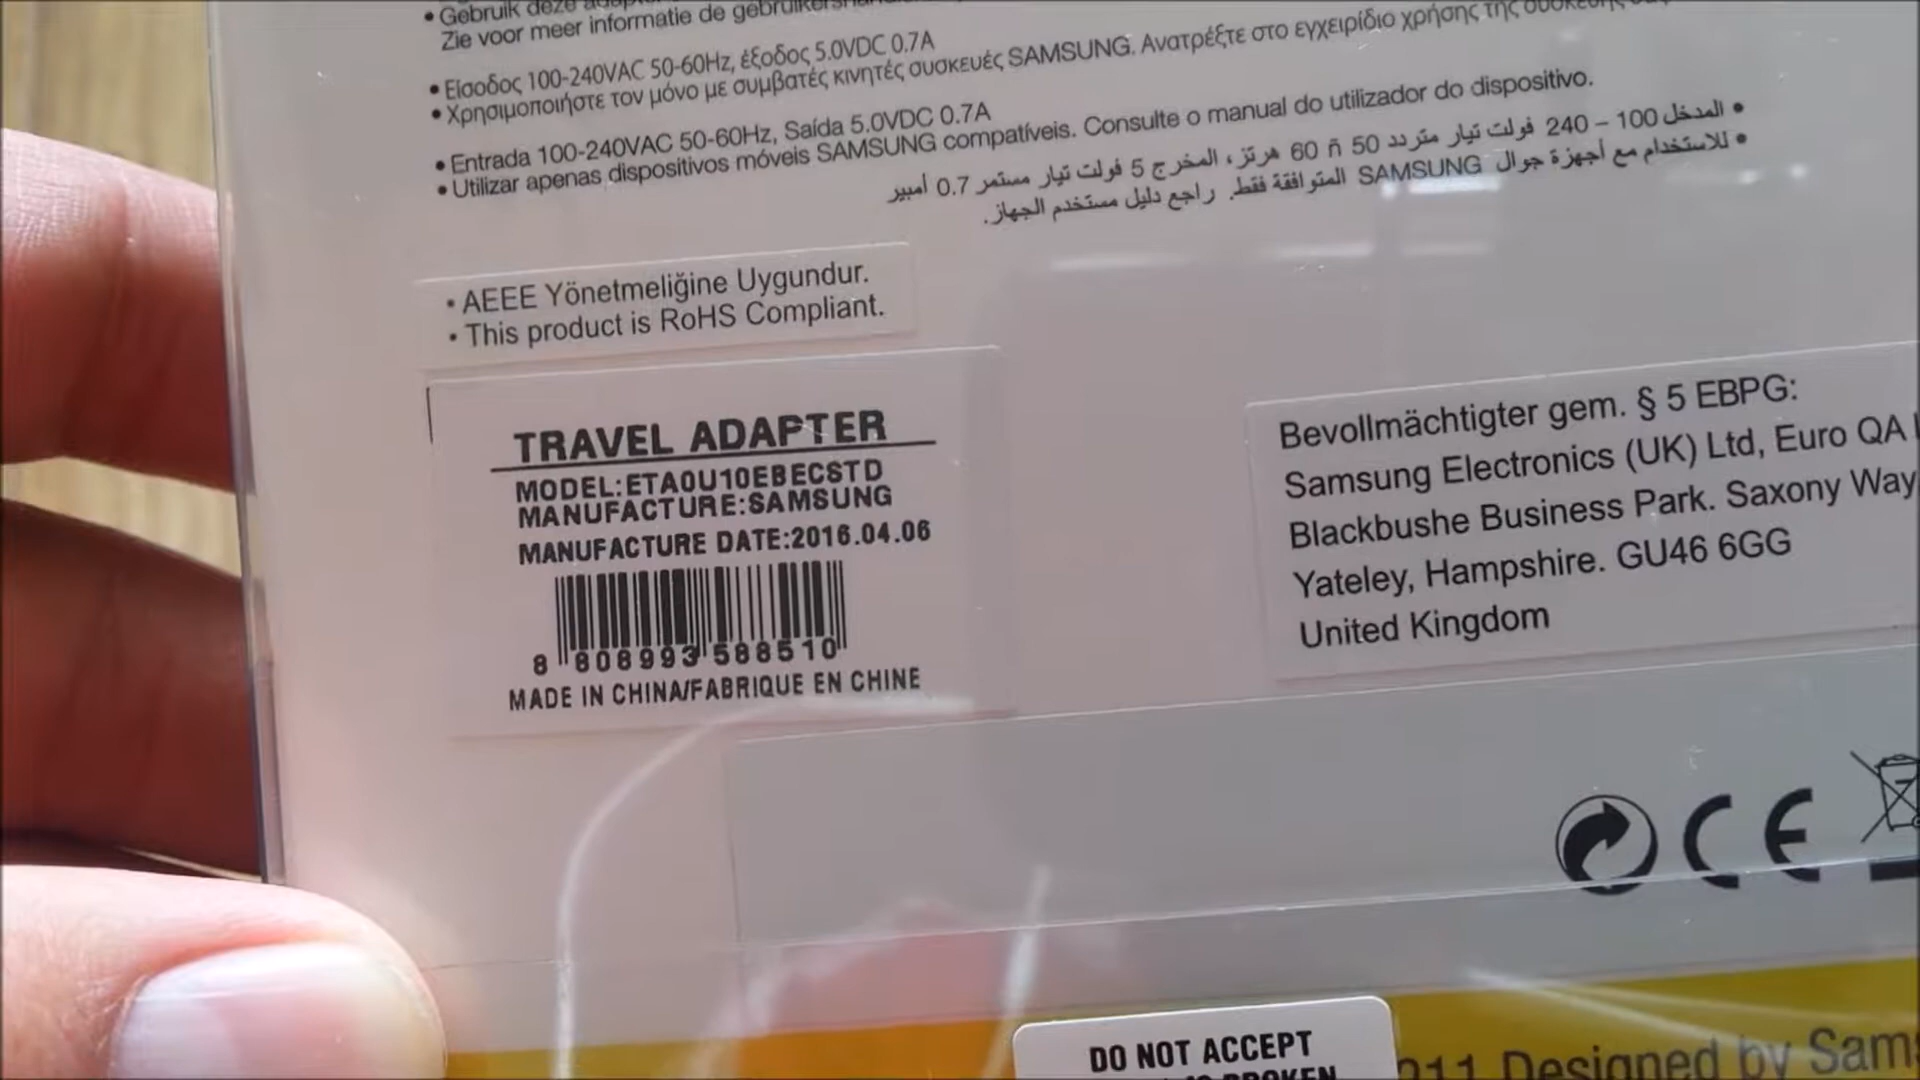 • Gebruik deze
Zie voor meer informatie de
• Είσοδος 100-240VAC 50-60Hz, έξοδος 5.0VDC 0.7A
• Χρησιμοποιήστε τον μόνο με συμβατές κινητές συσκευές SAMSUNG. Ανατρέξτε στο εγχειρίδιο χρήσης της
• Entrada 100-240VAC 50-60Hz, Saída 5.0VDC 0.7A
• Utilizar apenas dispositivos móveis SAMSUNG compatíveis. Consulte o manual do utilizador do dispositivo.
• المدخل 100 – 240 فولت تيار متردد 50 ñ 60 هرتز، المخرج 5 فولت تيار مستمر 0.7 أمبير
• للاستخدام مع أجهزة جوال SAMSUNG المتوافقة فقط. راجع دليل مستخدم الجهاز.
• AEEE Yönetmeliğine Uygundur.
• This product is RoHS Compliant.
TRAVEL ADAPTER
MODEL:ETA0U10EBECSTD
MANUFACTURE:SAMSUNG
MANUFACTURE DATE:2016.04.06
8 808993 588510
MADE IN CHINA/FABRIQUE EN CHINE
Bevollmächtigter gem. § 5 EBPG:
Samsung Electronics (UK) Ltd, Euro QA
Blackbushe Business Park. Saxony Way
Yateley, Hampshire. GU46 6GG
United Kingdom
CE
DO NOT ACCEPT
BROKEN
011 Designed by Sams